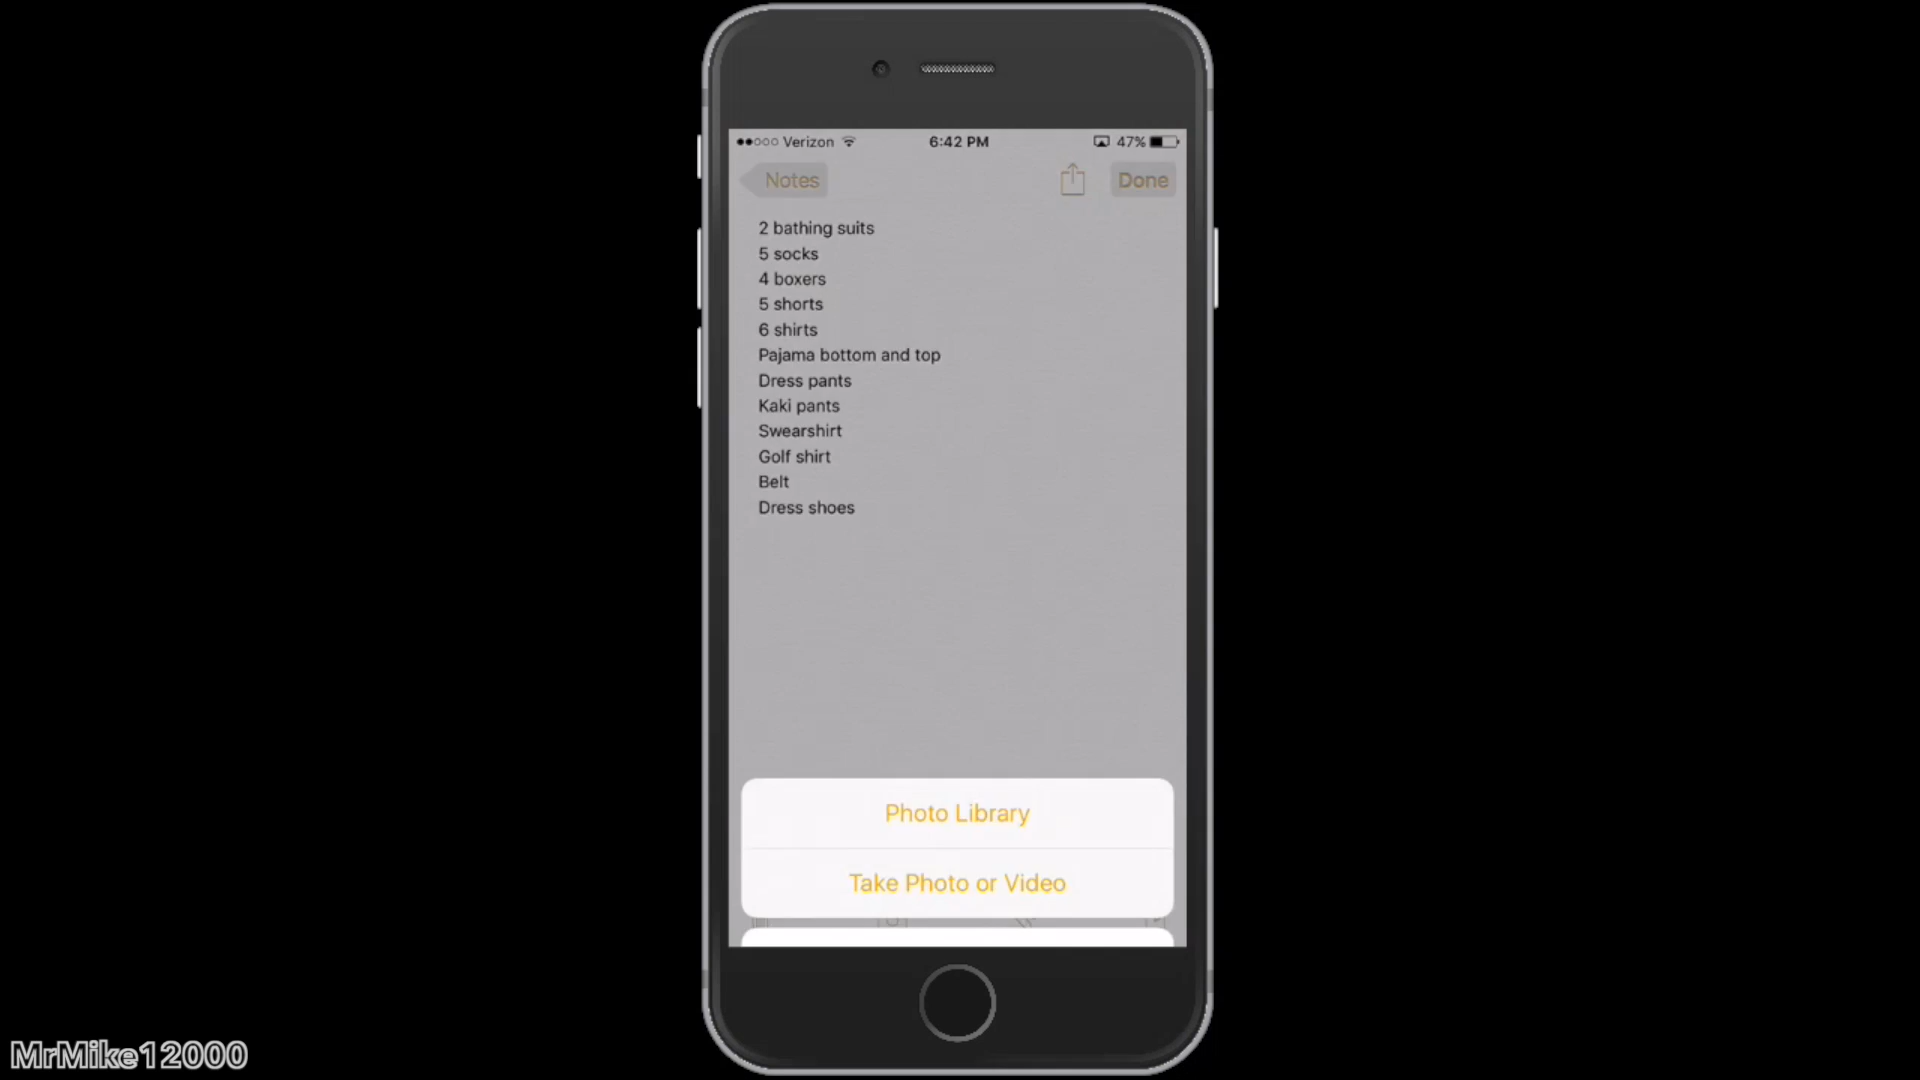 Verizon 6:42 PM 47%
Notes Done
2 bathing suits
5 socks
4 boxers
5 shorts
6 shirts
Pajama bottom and top
Dress pants
Kaki pants
Swearshirt
Golf shirt
Belt
Dress shoes
Photo Library
Take Photo or Video
MrMike12000